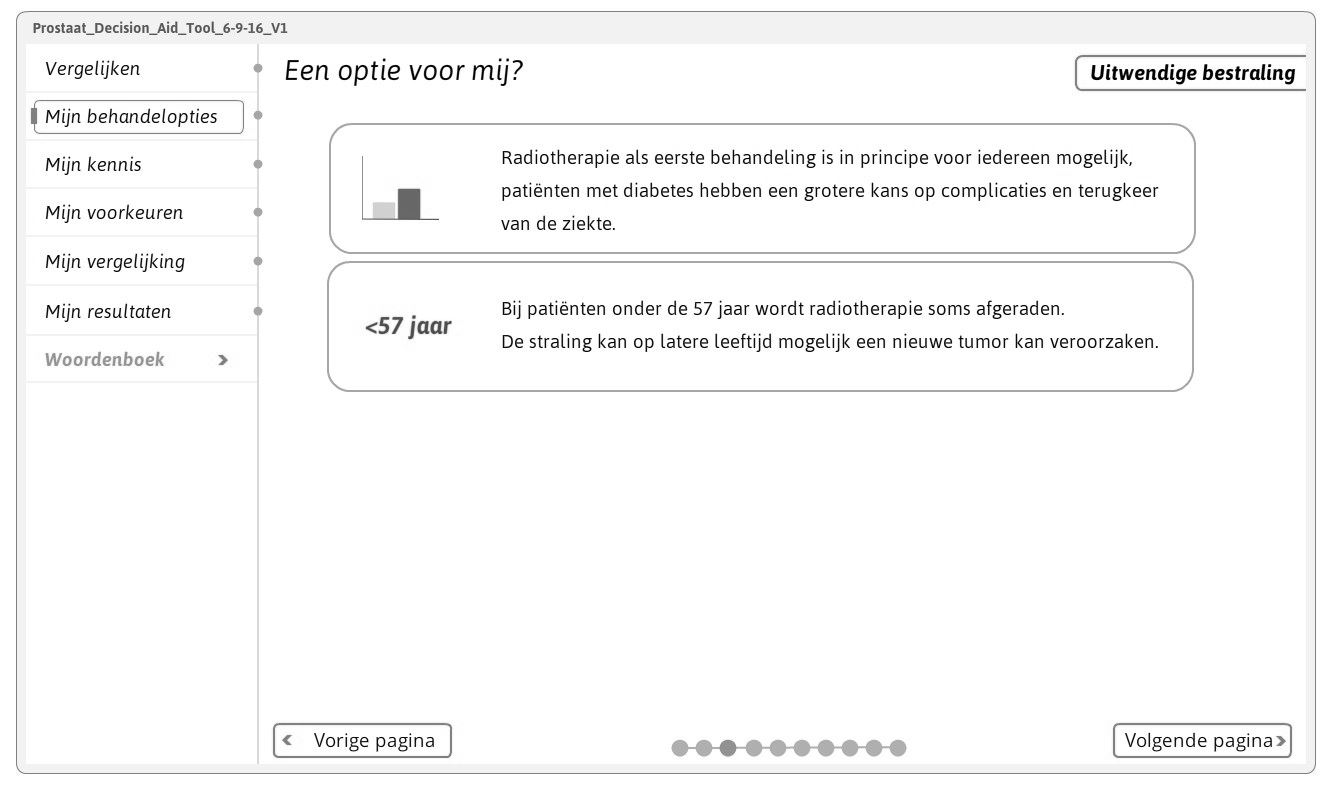 Prostaat_Decision_Aid_Tool_6-9-16_V1
Vergelijken
Mijn behandelopties
Mijn kennis
Mijn voorkeuren
Mijn vergelijking
Mijn resultaten
Woordenboek
Een optie voor mij?
Uitwendige bestraling
Radiotherapie als eerste behandeling is in principe voor iedereen mogelijk,
patiënten met diabetes hebben een grotere kans op complicaties en terugkeer
van de ziekte.
<57 jaar
Bij patiënten onder de 57 jaar wordt radiotherapie soms afgeraden.
De straling kan op latere leeftijd mogelijk een nieuwe tumor kan veroorzaken.
Vorige pagina
Volgende pagina